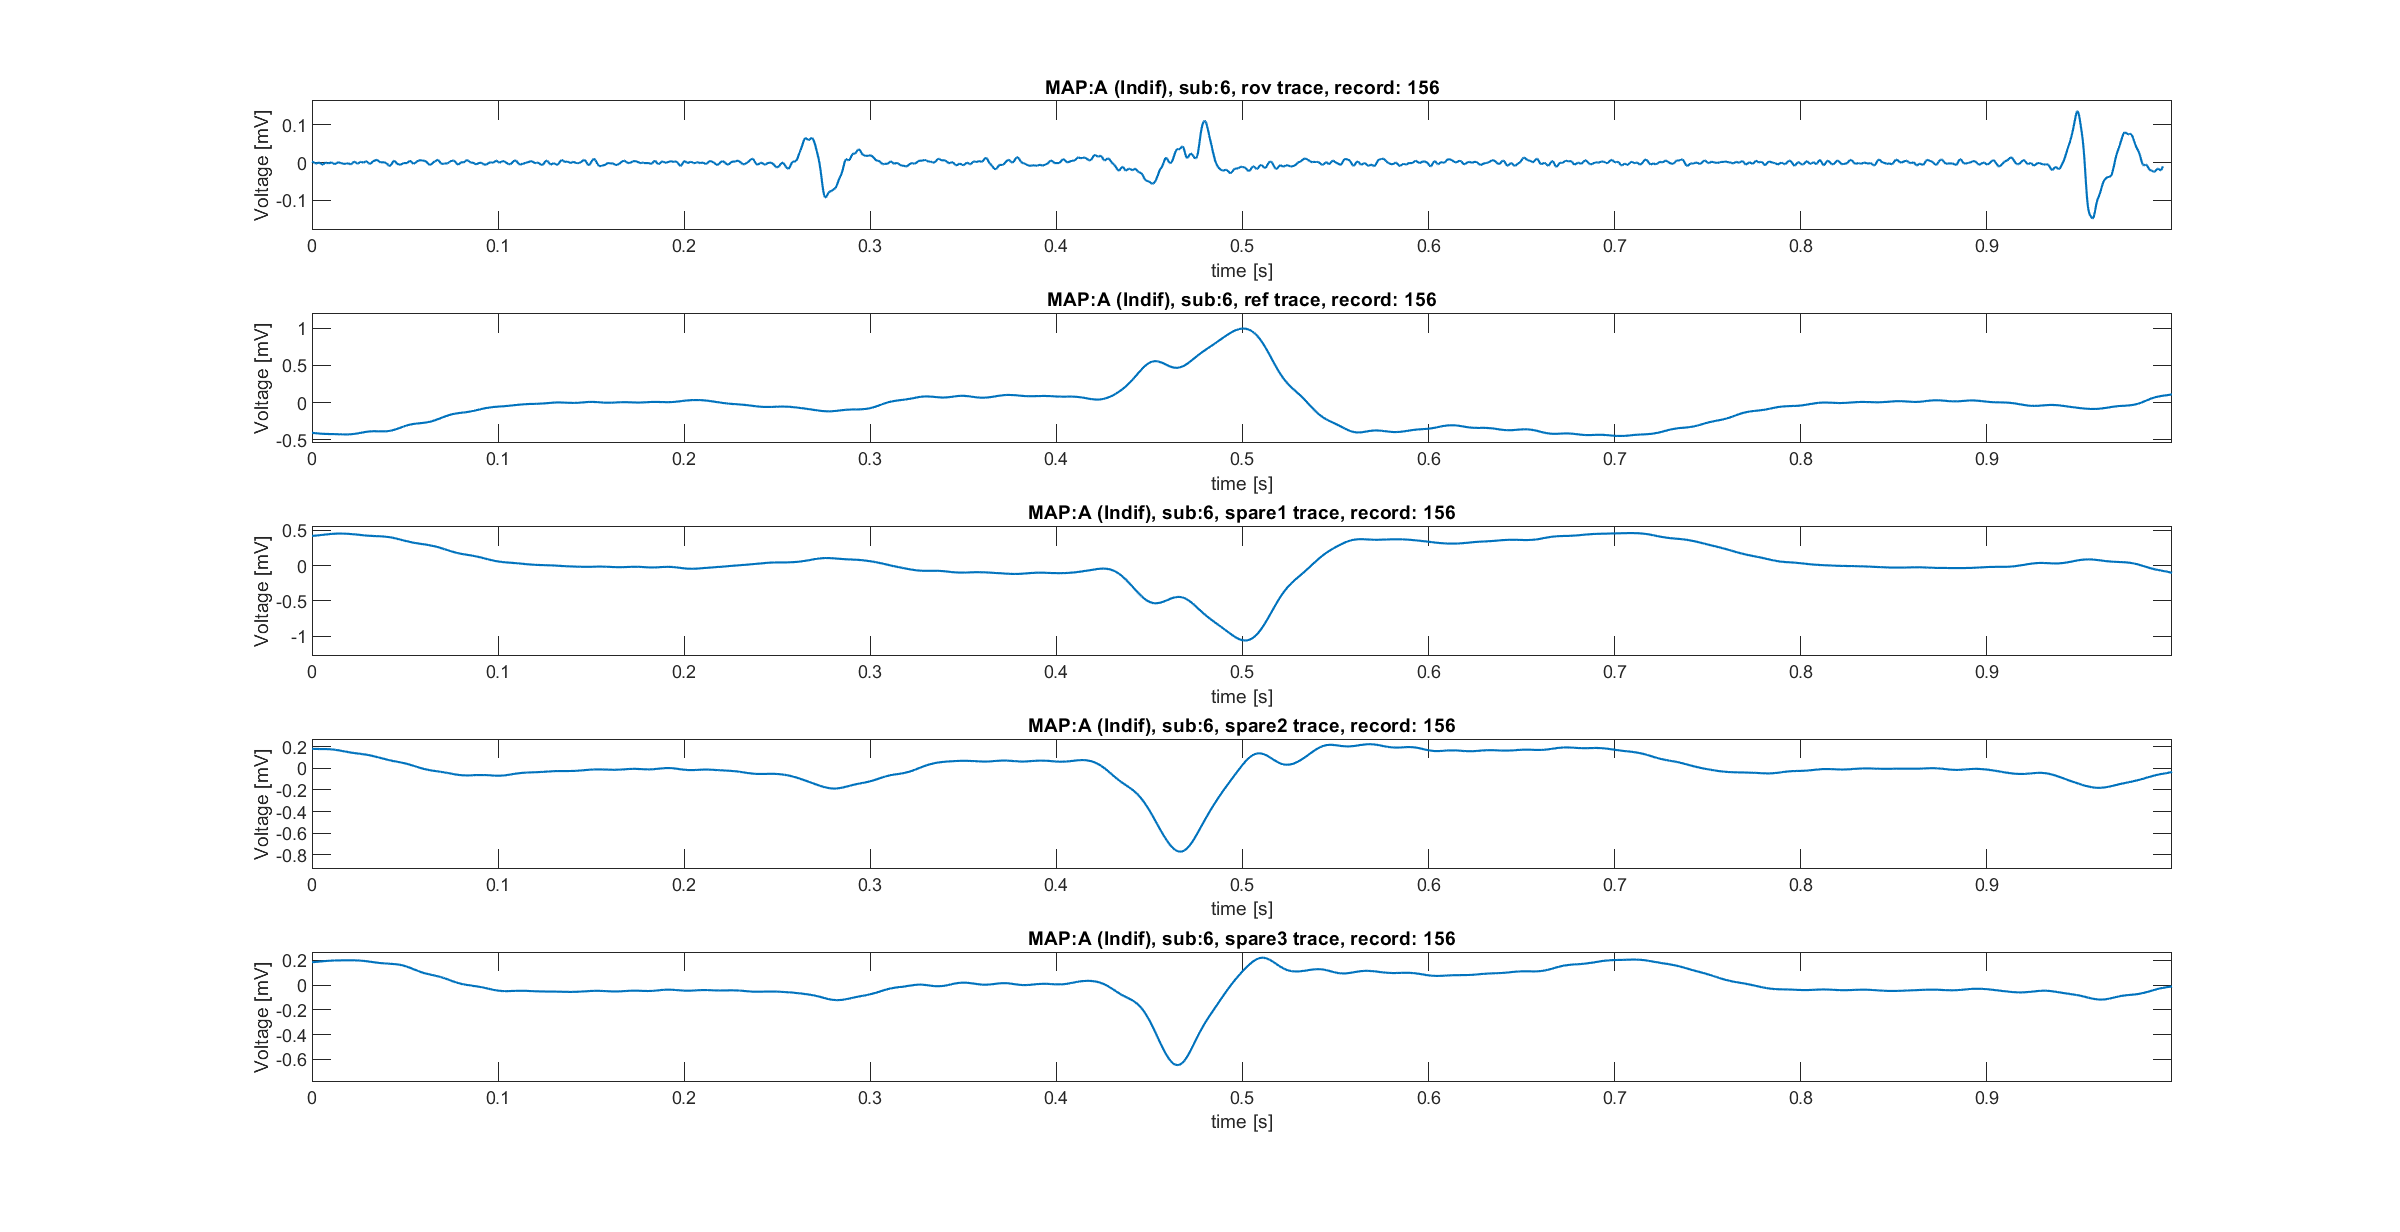 MAP:A (Indif), sub:6, rov trace, record: 156
Voltage [mV]
0.1
0
-0.1
0 0.1 0.2 0.3 0.4 0.5 0.6 0.7 0.8 0.9
time [s]
MAP:A (Indif), sub:6, ref trace, record: 156
Voltage [mV]
1
0.5
0
-0.5
0 0.1 0.2 0.3 0.4 0.5 0.6 0.7 0.8 0.9
time [s]
MAP:A (Indif), sub:6, spare1 trace, record: 156
Voltage [mV]
0.5
0
-0.5
-1
0 0.1 0.2 0.3 0.4 0.5 0.6 0.7 0.8 0.9
time [s]
MAP:A (Indif), sub:6, spare2 trace, record: 156
Voltage [mV]
0.2
0
-0.2
-0.4
-0.6
-0.8
0 0.1 0.2 0.3 0.4 0.5 0.6 0.7 0.8 0.9
time [s]
MAP:A (Indif), sub:6, spare3 trace, record: 156
Voltage [mV]
0.2
0
-0.2
-0.4
-0.6
0 0.1 0.2 0.3 0.4 0.5 0.6 0.7 0.8 0.9
time [s]